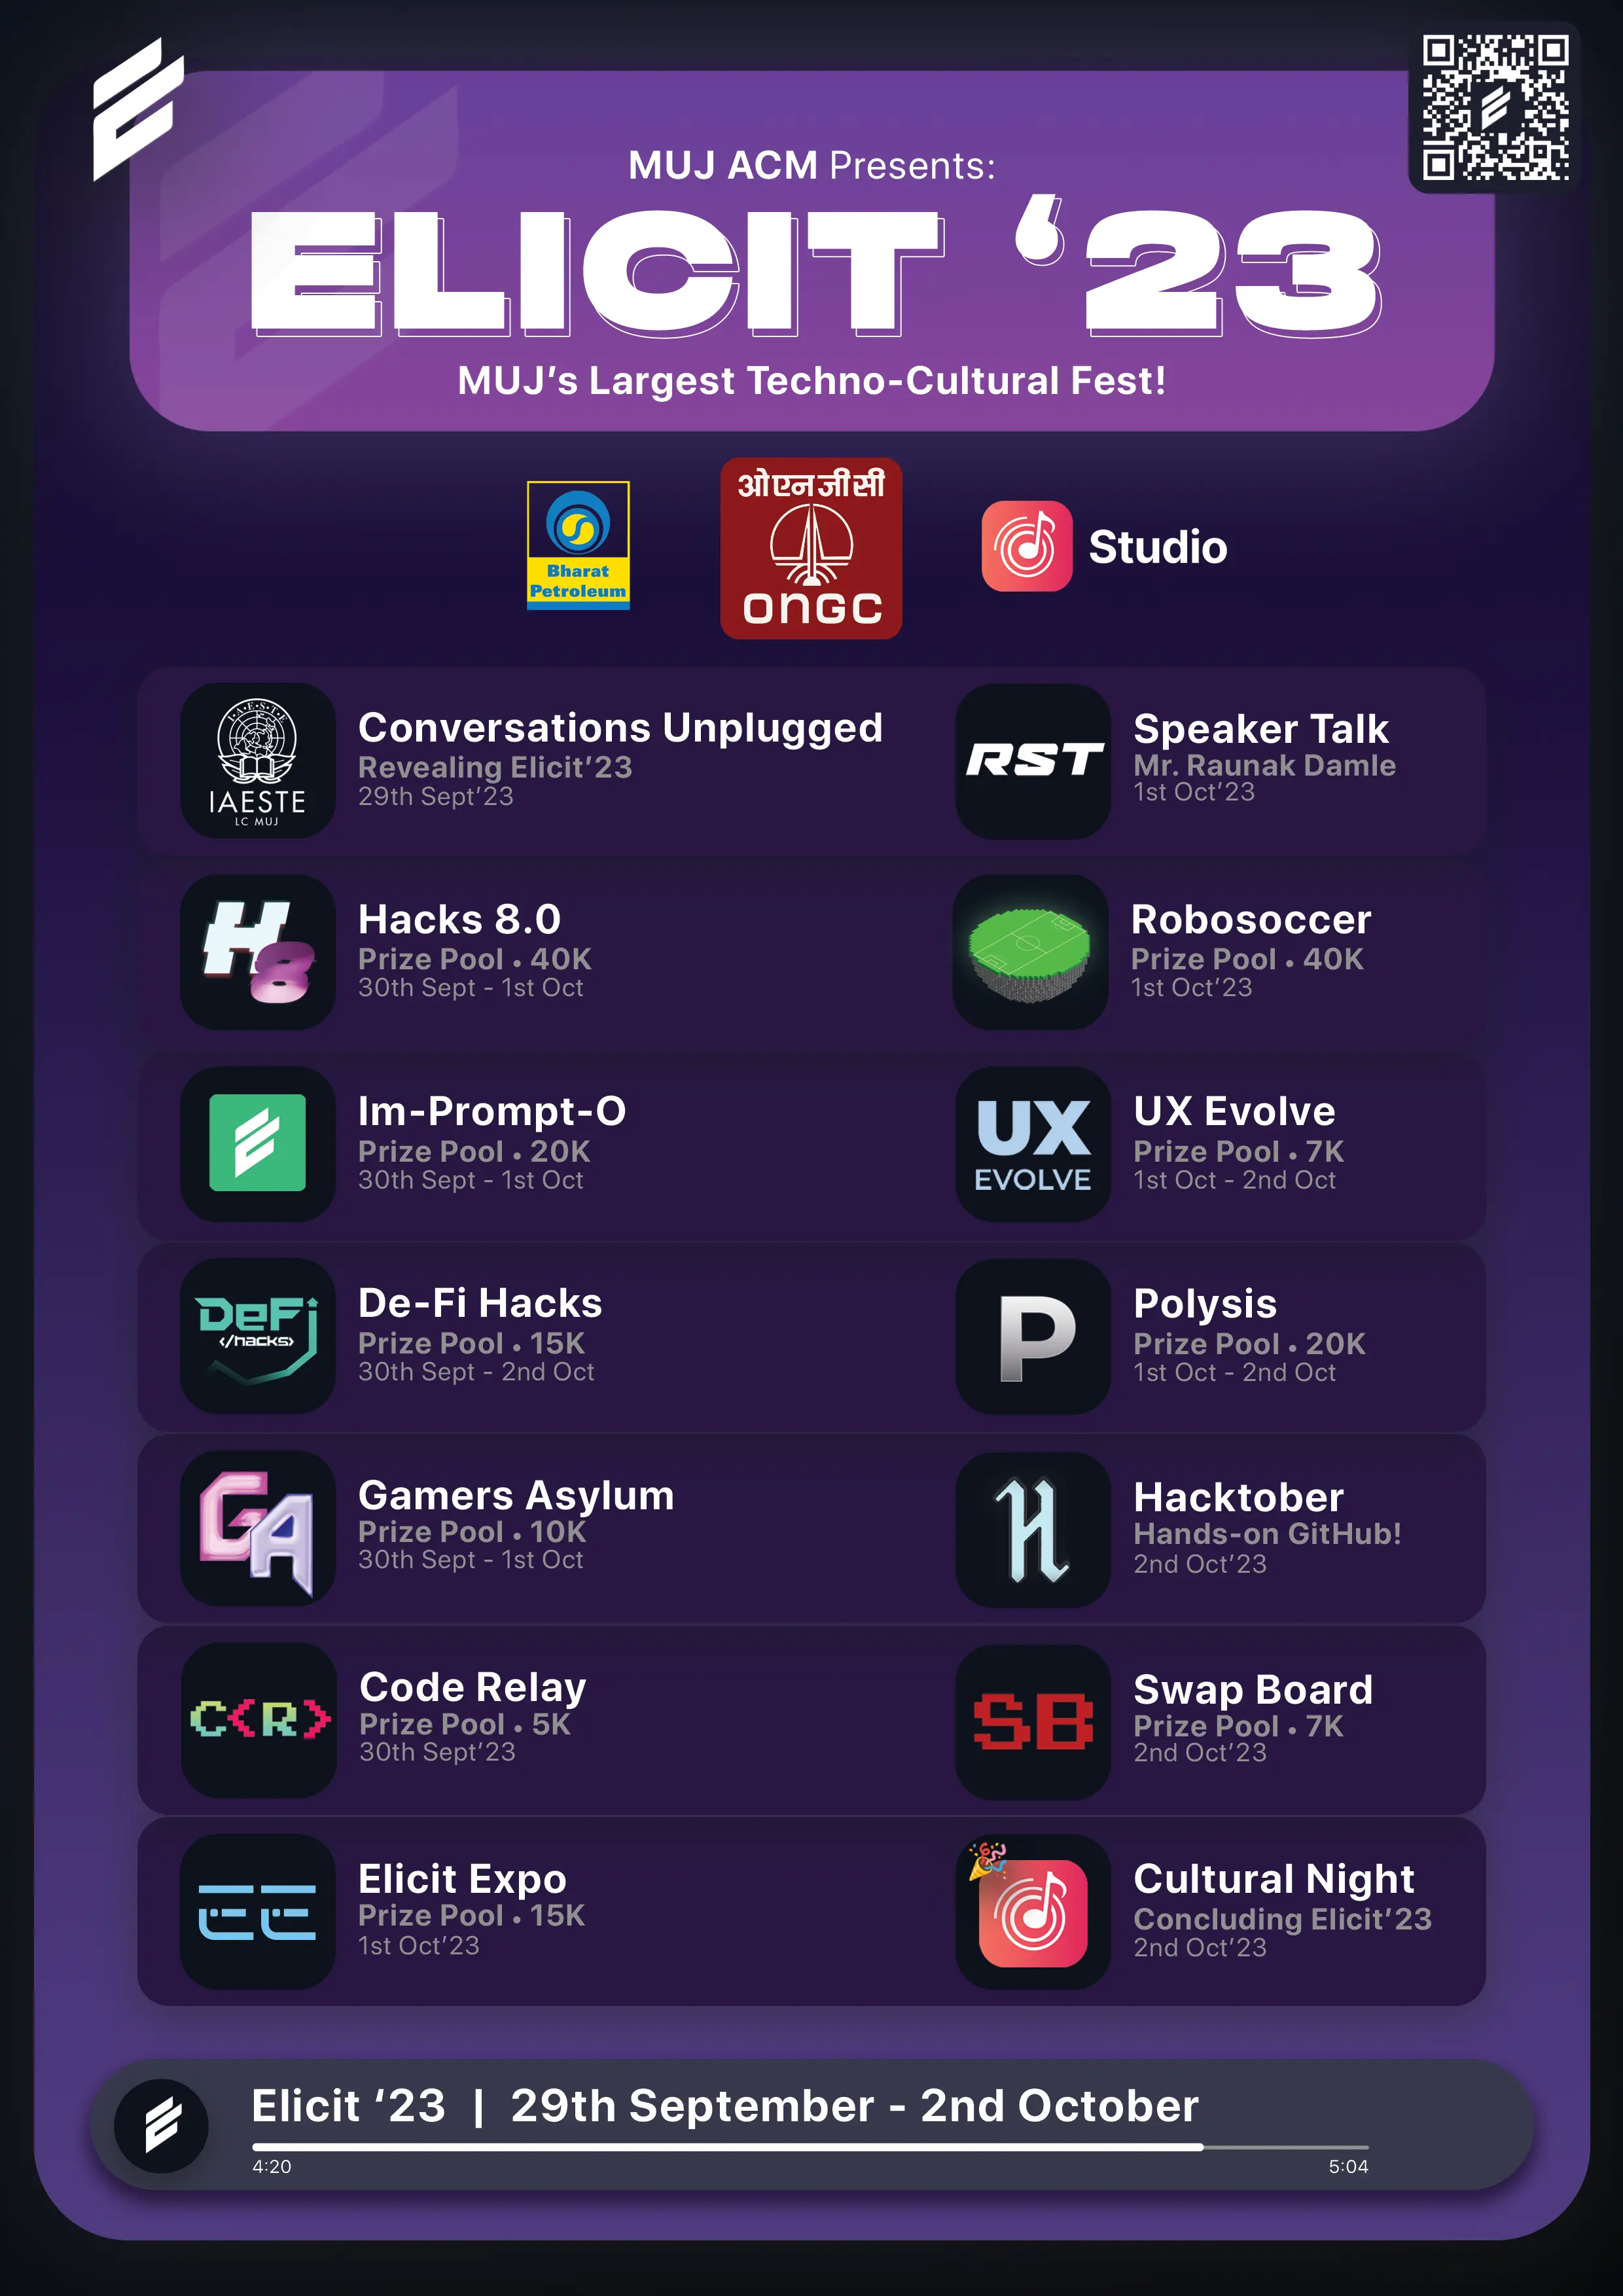 MUJ ACM Presents:
ELICIT ‘23
MUJ’s Largest Techno-Cultural Fest!
Bharat
Petroleum
ओएनजीसी
ONGC
Studio
I·A·E·S·T·E
IAESTE
LC MUJ
Conversations Unplugged
Revealing Elicit’23
29th Sept’23
RST
Speaker Talk
Mr. Raunak Damle
1st Oct’23
H8
Hacks 8.0
Prize Pool • 40K
30th Sept - 1st Oct
Robosoccer
Prize Pool • 40K
1st Oct’23
Im-Prompt-O
Prize Pool • 20K
30th Sept - 1st Oct
UX
EVOLVE
UX Evolve
Prize Pool • 7K
1st Oct - 2nd Oct
DeFi
</hacks>
De-Fi Hacks
Prize Pool • 15K
30th Sept - 2nd Oct
P
Polysis
Prize Pool • 20K
1st Oct - 2nd Oct
GA
Gamers Asylum
Prize Pool • 10K
30th Sept - 1st Oct
H
Hacktober
Hands-on GitHub!
2nd Oct’23
C<R>
Code Relay
Prize Pool • 5K
30th Sept’23
SB
Swap Board
Prize Pool • 7K
2nd Oct’23
EE
Elicit Expo
Prize Pool • 15K
1st Oct’23
Cultural Night
Concluding Elicit’23
2nd Oct’23
Elicit ‘23 | 29th September - 2nd October
4:20
5:04